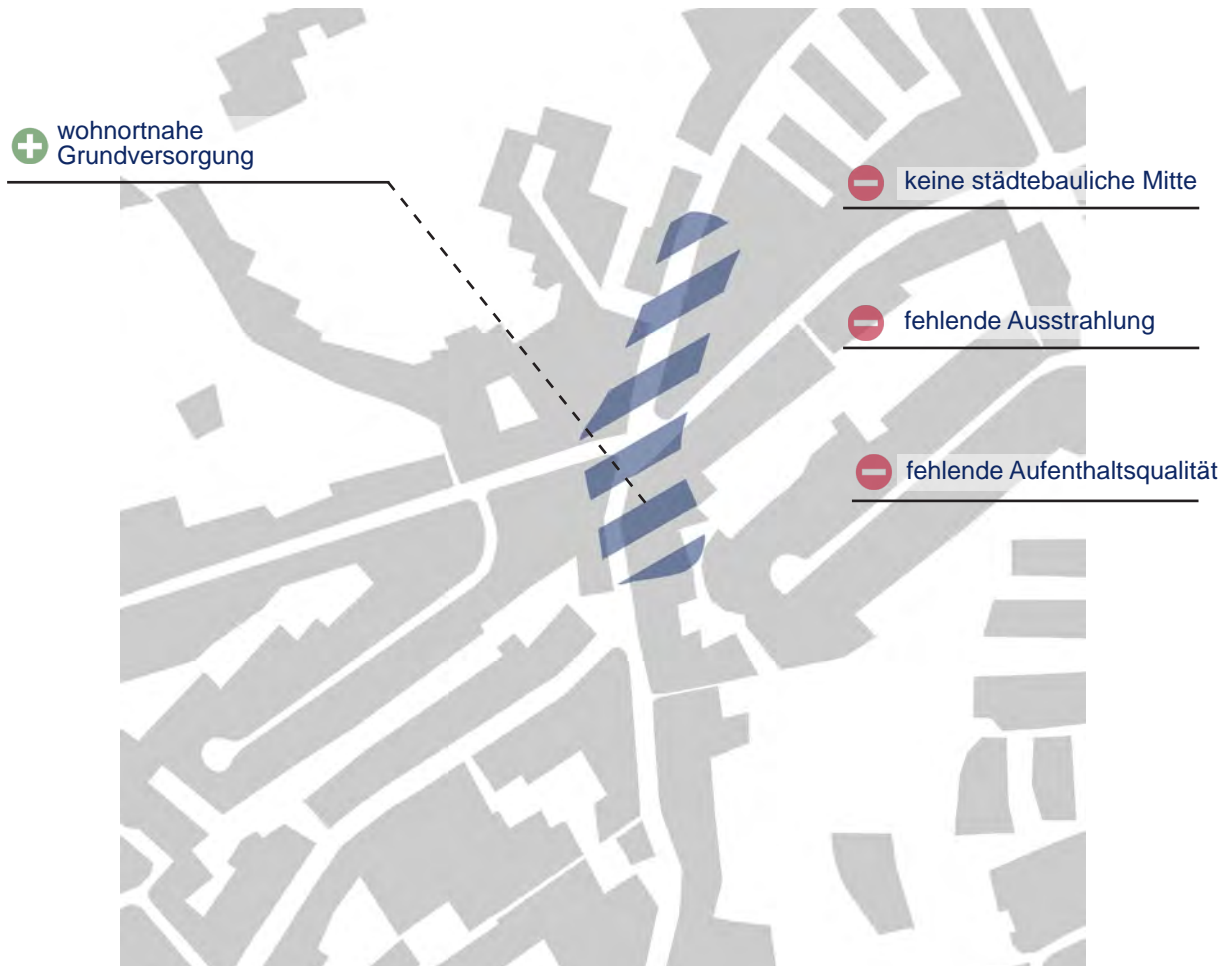 wohnortnahe
Grundversorgung
keine städtebauliche Mitte
fehlende Ausstrahlung
fehlende Aufenthaltsqualität